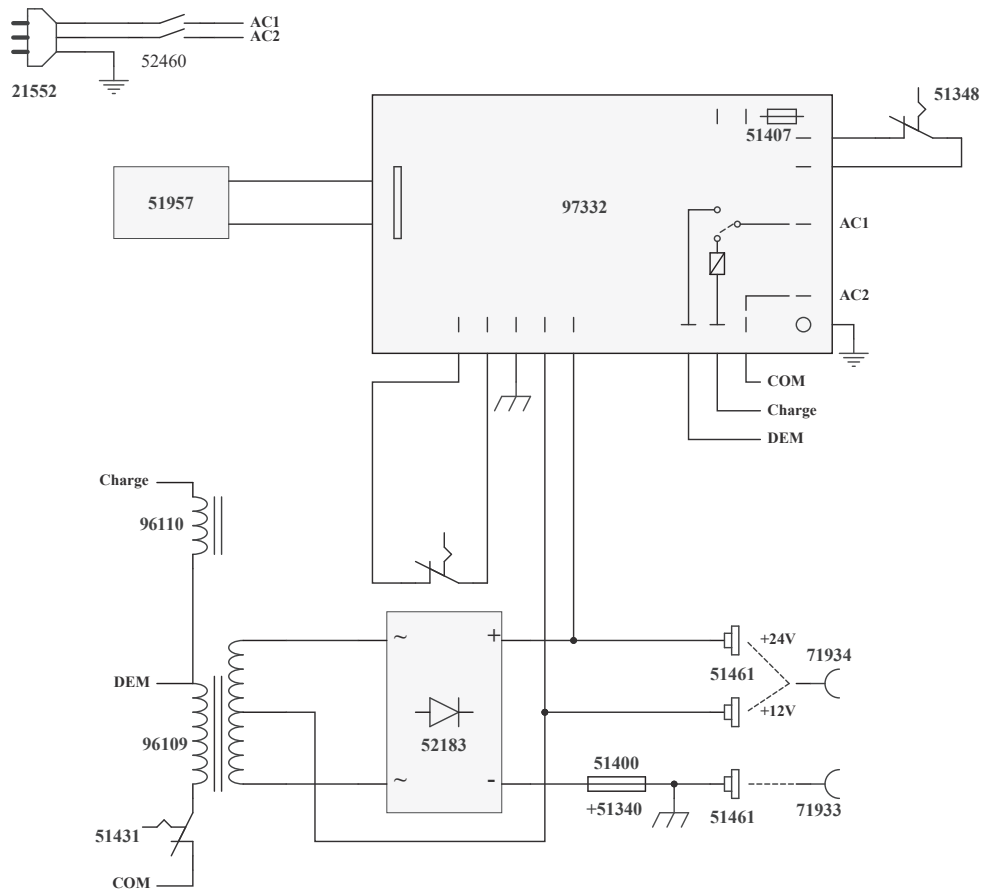 AC1
AC2
52460
21552
51348
51407
51957
97332
AC1
AC2
COM
Charge
DEM
Charge
96110
~
+
+24V
71934
51461
DEM
+12V
96109
52183
51400
~
-
+51340
51461
71933
51431
COM